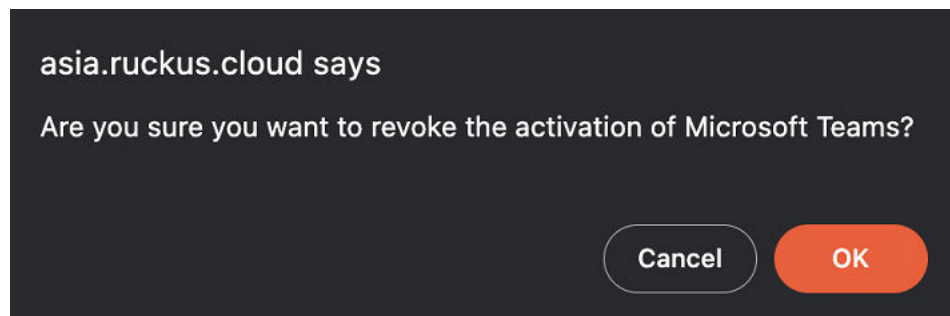 asia.ruckus.cloud says
Are you sure you want to revoke the activation of Microsoft Teams?
Cancel OK